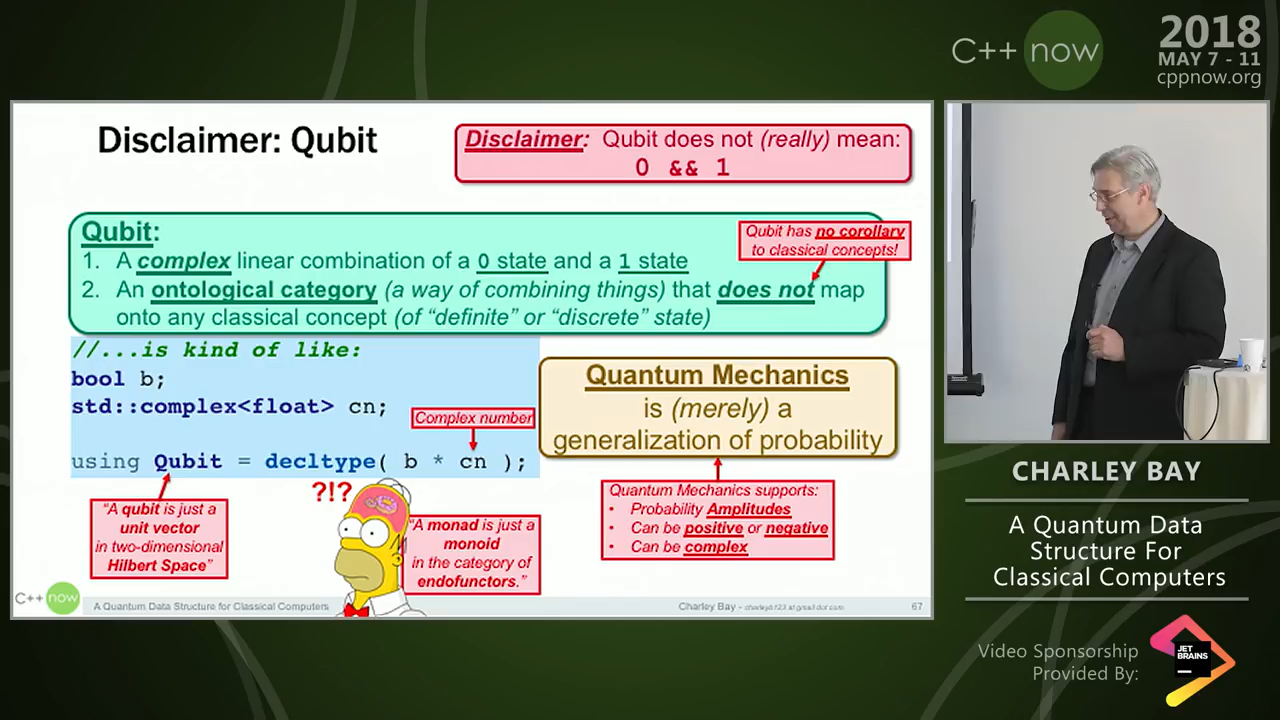 C++ now
2018
MAY 7 - 11
cppnow.org
Disclaimer: Qubit
Disclaimer: Qubit does not (really) mean:
0 && 1
Qubit:
Qubit has no corollary
to classical concepts!
1. A complex linear combination of a 0 state and a 1 state
2. An ontological category (a way of combining things) that does not map
onto any classical concept (of “definite” or “discrete” state)
//...is kind of like:
bool b;
std::complex<float> cn;
Complex number
using Qubit = decltype( b * cn );
?!?
“A qubit is just a
unit vector
in two-dimensional
Hilbert Space”
“A monad is just a
monoid
in the category of
endofunctors.”
Quantum Mechanics
is (merely) a
generalization of probability
Quantum Mechanics supports:
• Probability Amplitudes
• Can be positive or negative
• Can be complex
C++ now
A Quantum Data Structure for Classical Computers
Charley Bay – charleyb123 at gmail dot com
67
CHARLEY BAY
A Quantum Data
Structure For
Classical Computers
Video Sponsorship
Provided By:
JET
BRAINS